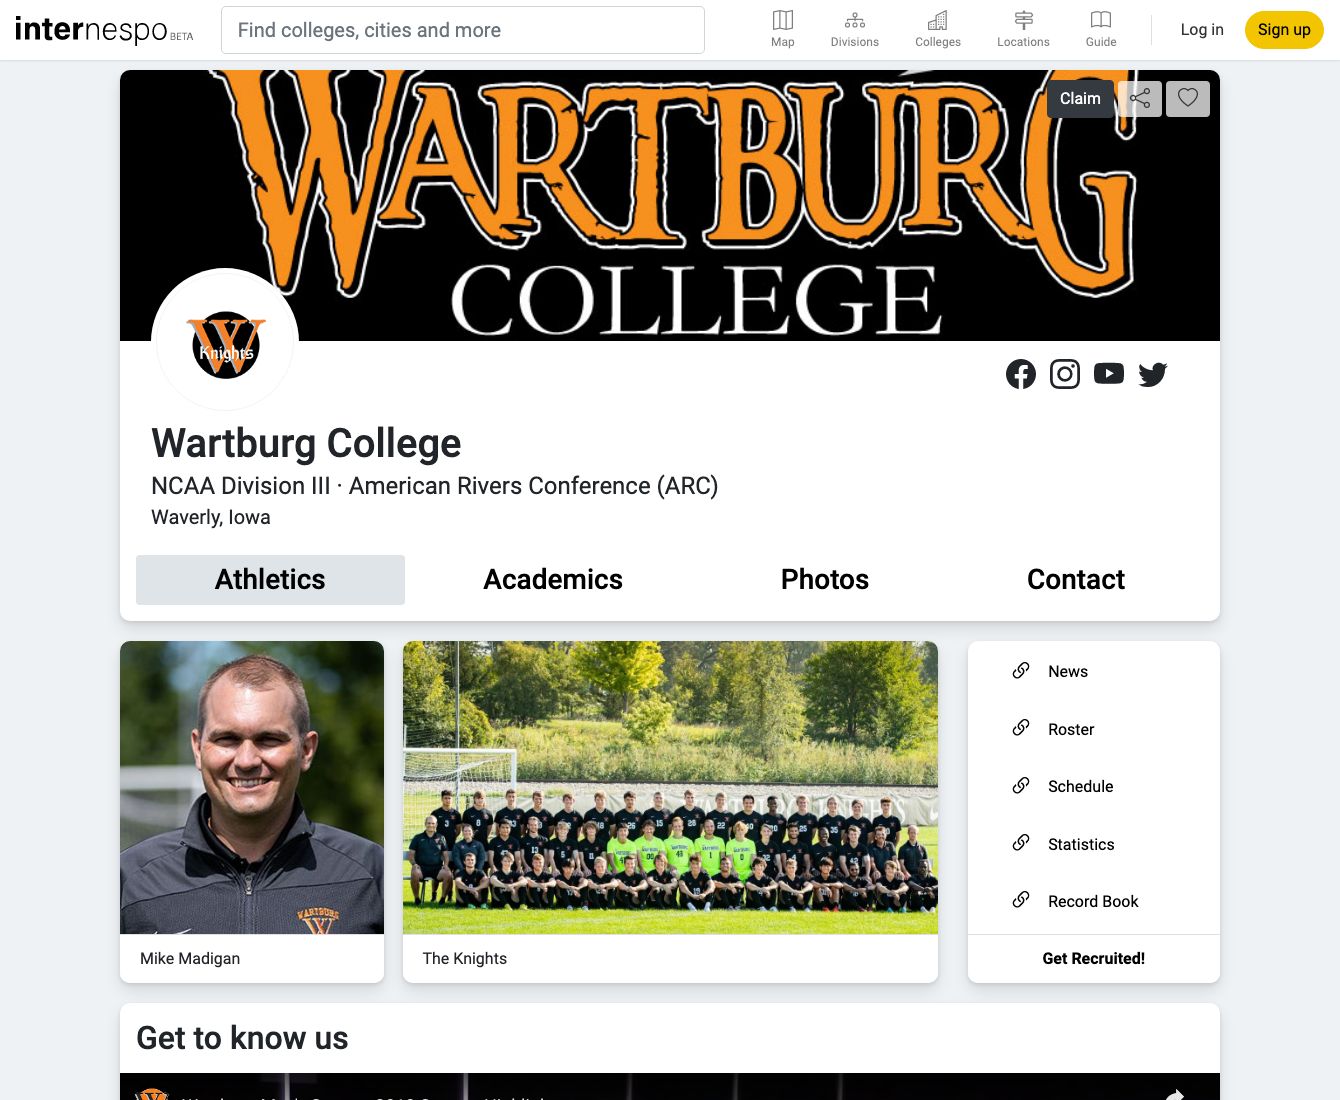 internespo BETA
Find colleges, cities and more
Map
Divisions
Colleges
Locations
Guide
Log in
Sign up
WARTBURG
COLLEGE
Claim
W
Knights
Wartburg College
NCAA Division III · American Rivers Conference (ARC)
Waverly, Iowa
Athletics
Academics
Photos
Contact
WARTBURG
W
Mike Madigan
WARTBURG KNIGHTS
The Knights
News
Roster
Schedule
Statistics
Record Book
Get Recruited!
Get to know us